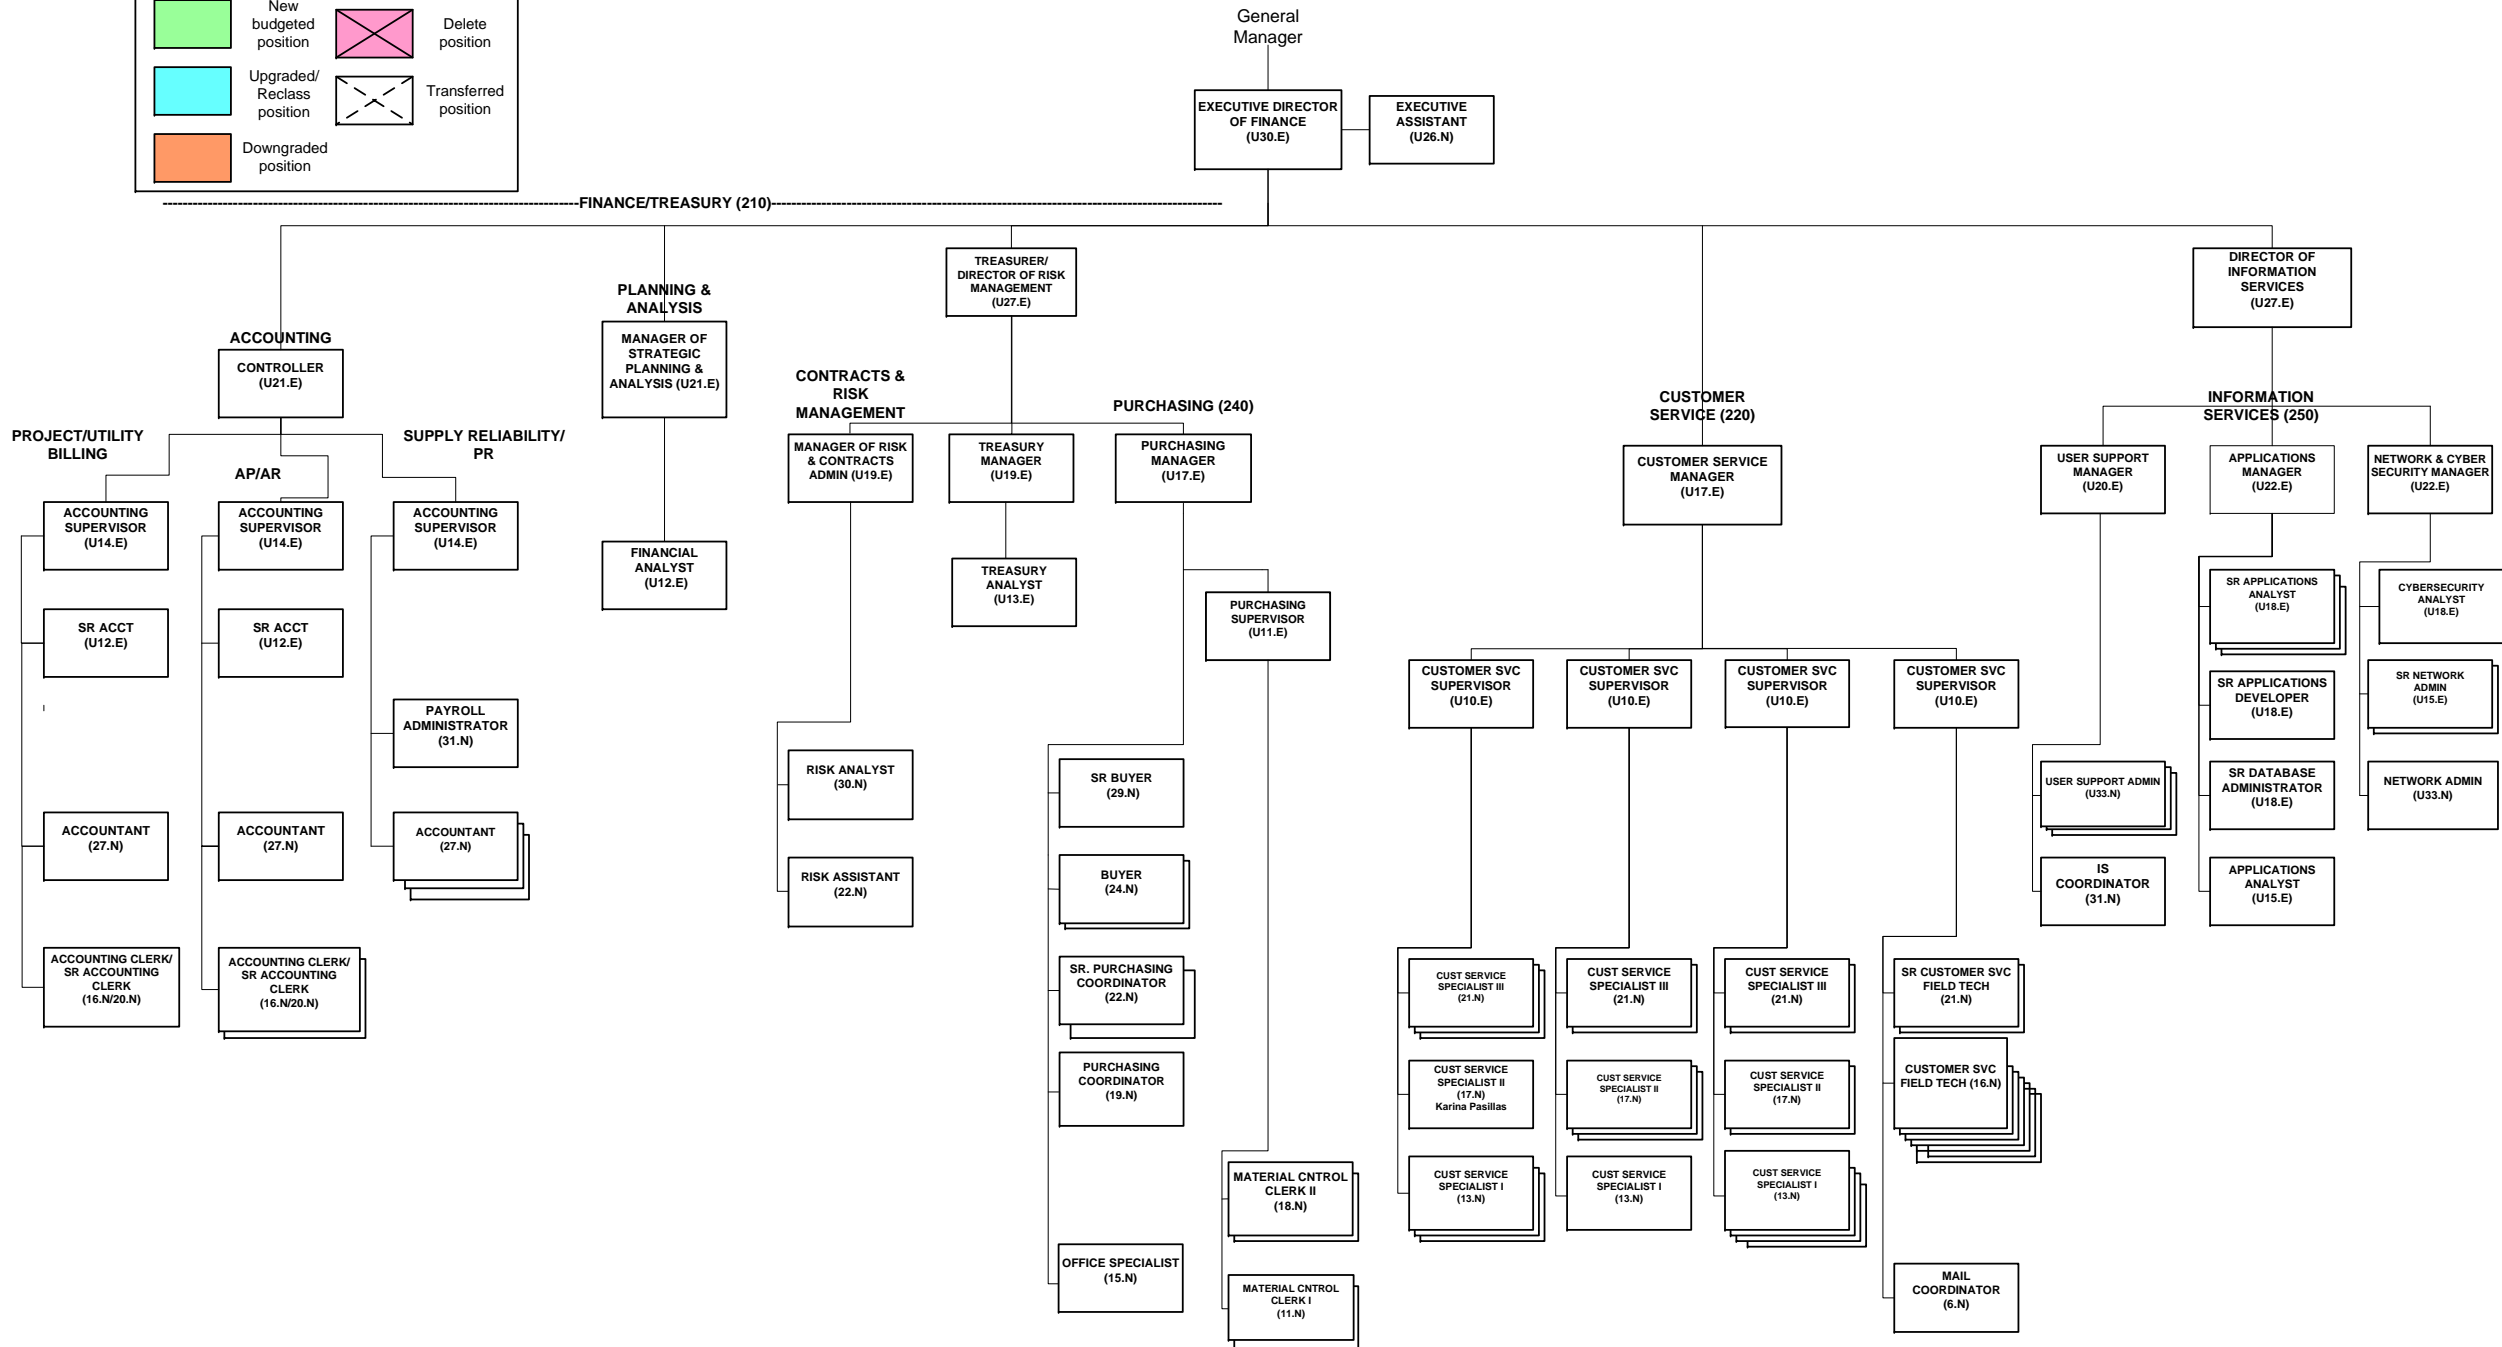 New
budgeted
position
Delete
position
Upgraded/
Reclass
position
Transferred
position
Downgraded
position
General
Manager
EXECUTIVE DIRECTOR
OF FINANCE
(U30.E)
EXECUTIVE
ASSISTANT
(U26.N)
FINANCE/TREASURY (210)
ACCOUNTING
CONTROLLER
(U21.E)
PLANNING &
ANALYSIS
MANAGER OF
STRATEGIC
PLANNING &
ANALYSIS (U21.E)
TREASURER/
DIRECTOR OF RISK
MANAGEMENT
(U27.E)
DIRECTOR OF
INFORMATION
SERVICES
(U27.E)
PROJECT/UTILITY
BILLING
AP/AR
SUPPLY RELIABILITY/
PR
CONTRACTS &
RISK
MANAGEMENT
PURCHASING (240)
CUSTOMER
SERVICE (220)
INFORMATION
SERVICES (250)
MANAGER OF RISK
& CONTRACTS
ADMIN (U19.E)
TREASURY
MANAGER
(U19.E)
PURCHASING
MANAGER
(U17.E)
CUSTOMER SERVICE
MANAGER
(U17.E)
USER SUPPORT
MANAGER
(U20.E)
APPLICATIONS
MANAGER
(U22.E)
NETWORK & CYBER
SECURITY MANAGER
(U22.E)
ACCOUNTING
SUPERVISOR
(U14.E)
ACCOUNTING
SUPERVISOR
(U14.E)
ACCOUNTING
SUPERVISOR
(U14.E)
FINANCIAL
ANALYST
(U12.E)
TREASURY
ANALYST
(U13.E)
PURCHASING
SUPERVISOR
(U11.E)
SR APPLICATIONS
ANALYST
(U18.E)
CYBERSECURITY
ANALYST
(U18.E)
SR ACCT
(U12.E)
SR ACCT
(U12.E)
PAYROLL
ADMINISTRATOR
(31.N)
CUSTOMER SVC
SUPERVISOR
(U10.E)
CUSTOMER SVC
SUPERVISOR
(U10.E)
CUSTOMER SVC
SUPERVISOR
(U10.E)
CUSTOMER SVC
SUPERVISOR
(U10.E)
SR APPLICATIONS
DEVELOPER
(U18.E)
SR NETWORK
ADMIN
(U15.E)
RISK ANALYST
(30.N)
SR BUYER
(29.N)
USER SUPPORT ADMIN
(U33.N)
SR DATABASE
ADMINISTRATOR
(U18.E)
NETWORK ADMIN
(U33.N)
ACCOUNTANT
(27.N)
ACCOUNTANT
(27.N)
ACCOUNTANT
(27.N)
RISK ASSISTANT
(22.N)
BUYER
(24.N)
IS
COORDINATOR
(31.N)
APPLICATIONS
ANALYST
(U15.E)
ACCOUNTING CLERK/
SR ACCOUNTING
CLERK
(16.N/20.N)
ACCOUNTING CLERK/
SR ACCOUNTING
CLERK
(16.N/20.N)
SR. PURCHASING
COORDINATOR
(22.N)
CUST SERVICE
SPECIALIST III
(21.N)
CUST SERVICE
SPECIALIST III
(21.N)
CUST SERVICE
SPECIALIST III
(21.N)
SR CUSTOMER SVC
FIELD TECH
(21.N)
PURCHASING
COORDINATOR
(19.N)
CUST SERVICE
SPECIALIST II
(17.N)
Karina Pasillas
CUST SERVICE
SPECIALIST II
(17.N)
CUST SERVICE
SPECIALIST II
(17.N)
CUSTOMER SVC
FIELD TECH (16.N)
MATERIAL CNTROL
CLERK II
(18.N)
CUST SERVICE
SPECIALIST I
(13.N)
CUST SERVICE
SPECIALIST I
(13.N)
CUST SERVICE
SPECIALIST I
(13.N)
OFFICE SPECIALIST
(15.N)
MATERIAL CNTROL
CLERK I
(11.N)
MAIL
COORDINATOR
(6.N)